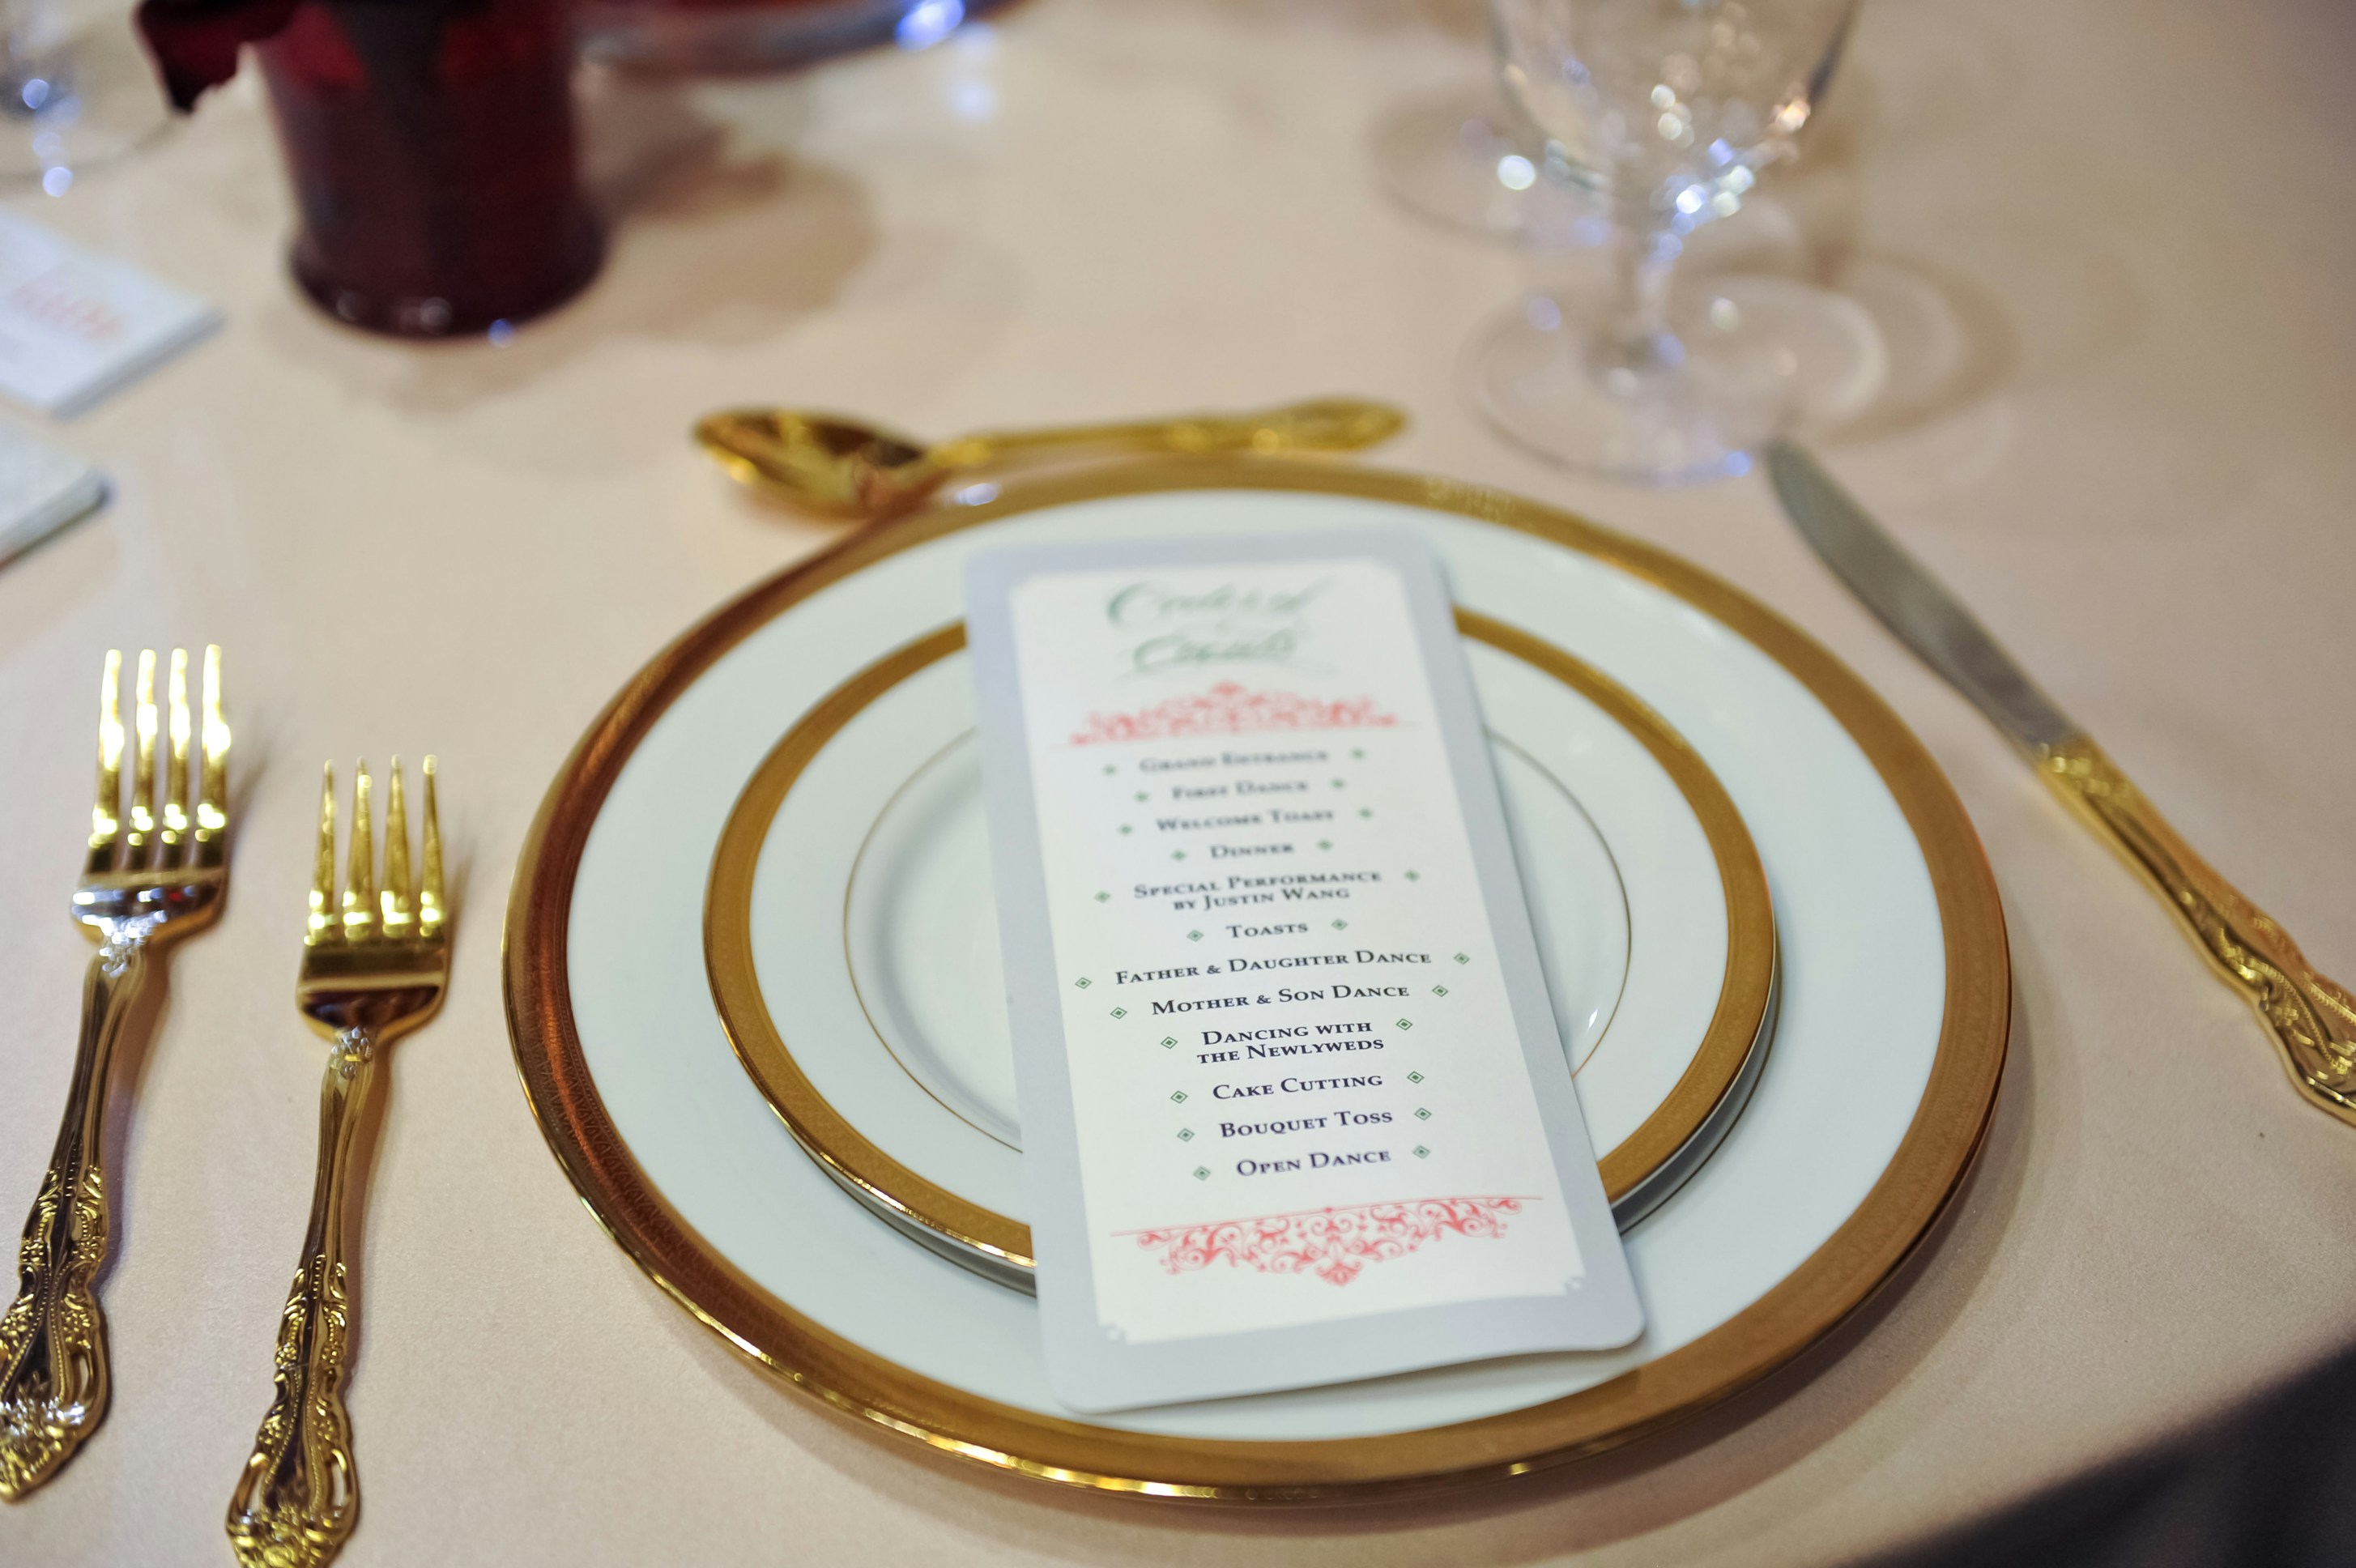 Order of
Events
GRAND ENTRANCE
FIRST DANCE
WELCOME TOAST
DINNER
SPECIAL PERFORMANCE
BY JUSTIN WANG
TOASTS
FATHER & DAUGHTER DANCE
MOTHER & SON DANCE
DANCING WITH
THE NEWLYWEDS
CAKE CUTTING
BOUQUET TOSS
OPEN DANCE